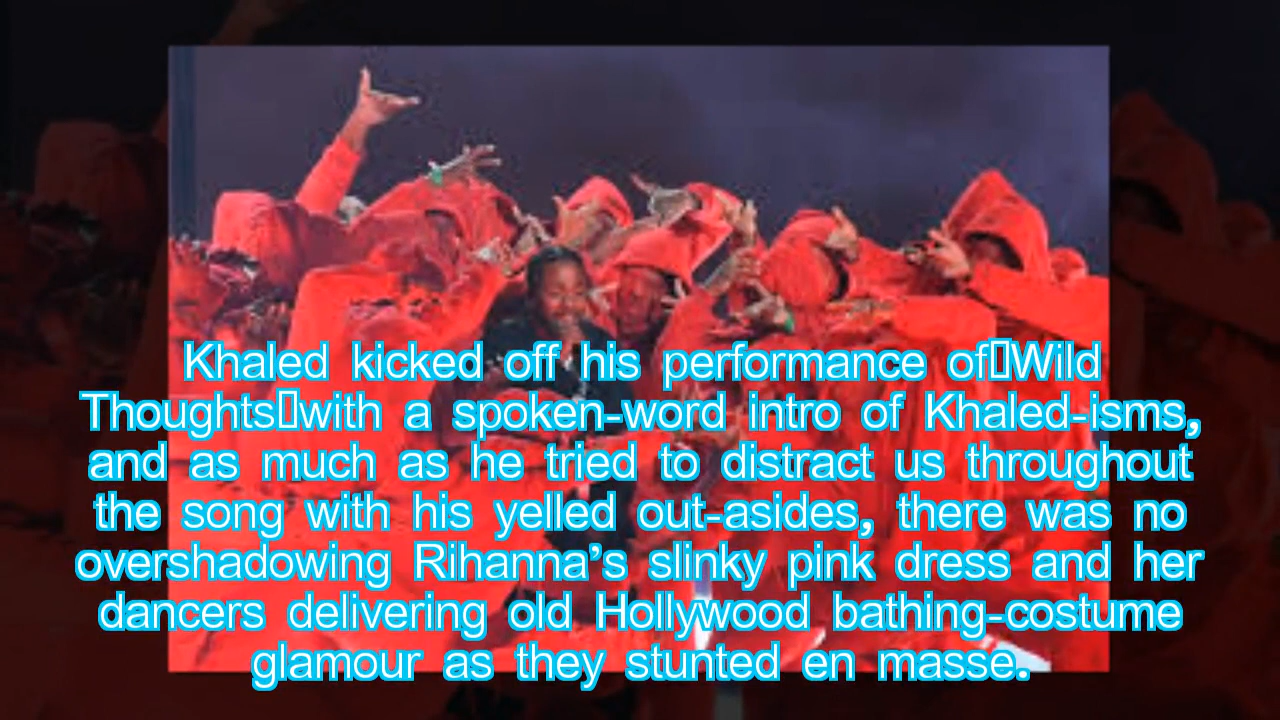 Khaled kicked off his performance of▯Wild
Thoughts▯with a spoken-word intro of Khaled-isms,
and as much as he tried to distract us throughout
the song with his yelled out-asides, there was no
overshadowing Rihanna’s slinky pink dress and her
dancers delivering old Hollywood bathing-costume
glamour as they stunted en masse.